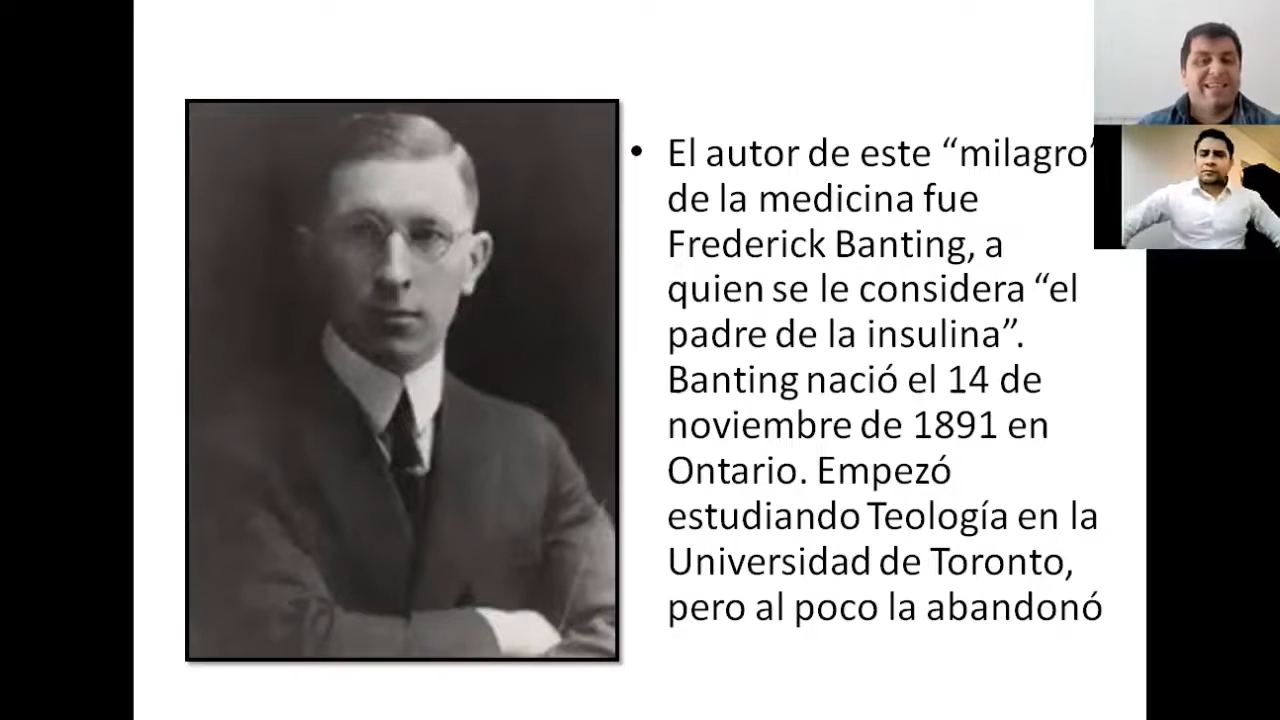 • El autor de este “milagro”
de la medicina fue
Frederick Banting, a
quien se le considera “el
padre de la insulina”.
Banting nació el 14 de
noviembre de 1891 en
Ontario. Empezó
estudiando Teología en la
Universidad de Toronto,
pero al poco la abandonó